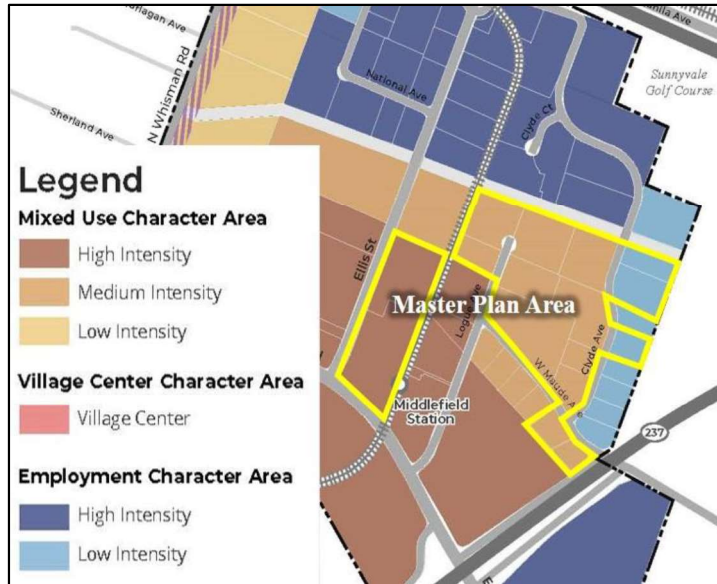 N Whisman Rd
Sherland Ave
National Ave
Clyde Ct
Sunnyvale
Golf Course
Legend
Mixed Use Character Area
High Intensity
Medium Intensity
Low Intensity
Village Center Character Area
Village Center
Employment Character Area
High Intensity
Low Intensity
Ellis St
Master Plan Area
Clyde Ave
W Maude Ave
Middlefield
Station
237